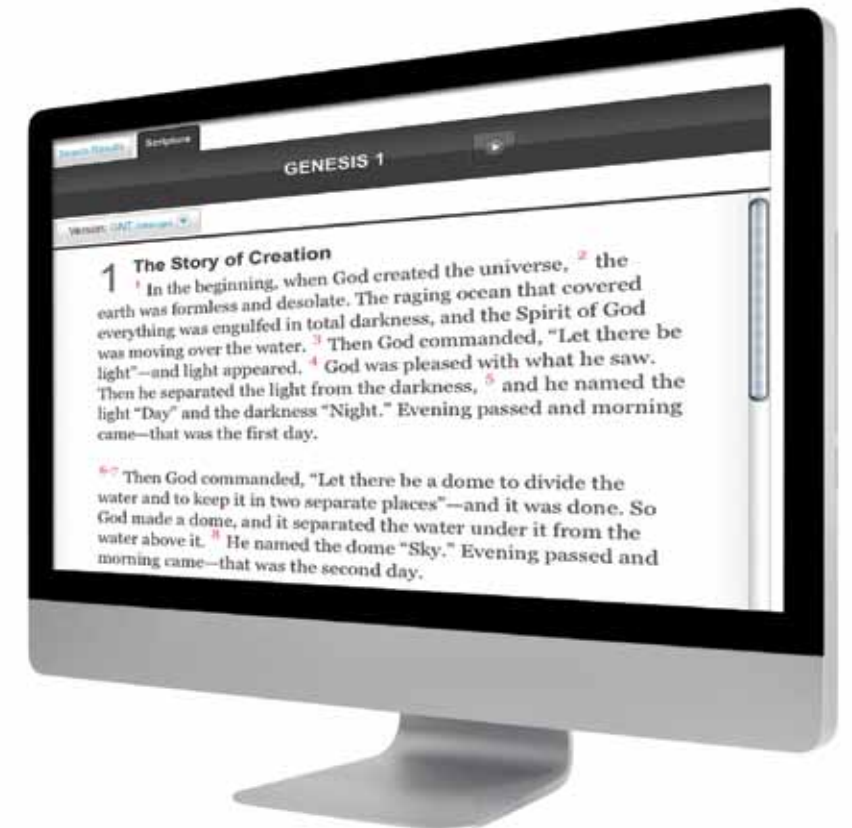 Search Results Scripture
GENESIS 1
Version: GNT
1 The Story of Creation
1 In the beginning, when God created the universe, 2 the
earth was formless and desolate. The raging ocean that covered
everything was engulfed in total darkness, and the Spirit of God
was moving over the water. 3 Then God commanded, “Let there be
light”—and light appeared. 4 God was pleased with what he saw.
Then he separated the light from the darkness, 5 and he named the
light “Day” and the darkness “Night.” Evening passed and morning
came—that was the first day.
6-7 Then God commanded, “Let there be a dome to divide the
water and to keep it in two separate places”—and it was done. So
God made a dome, and it separated the water under it from the
water above it. 8 He named the dome “Sky.” Evening passed and
morning came—that was the second day.